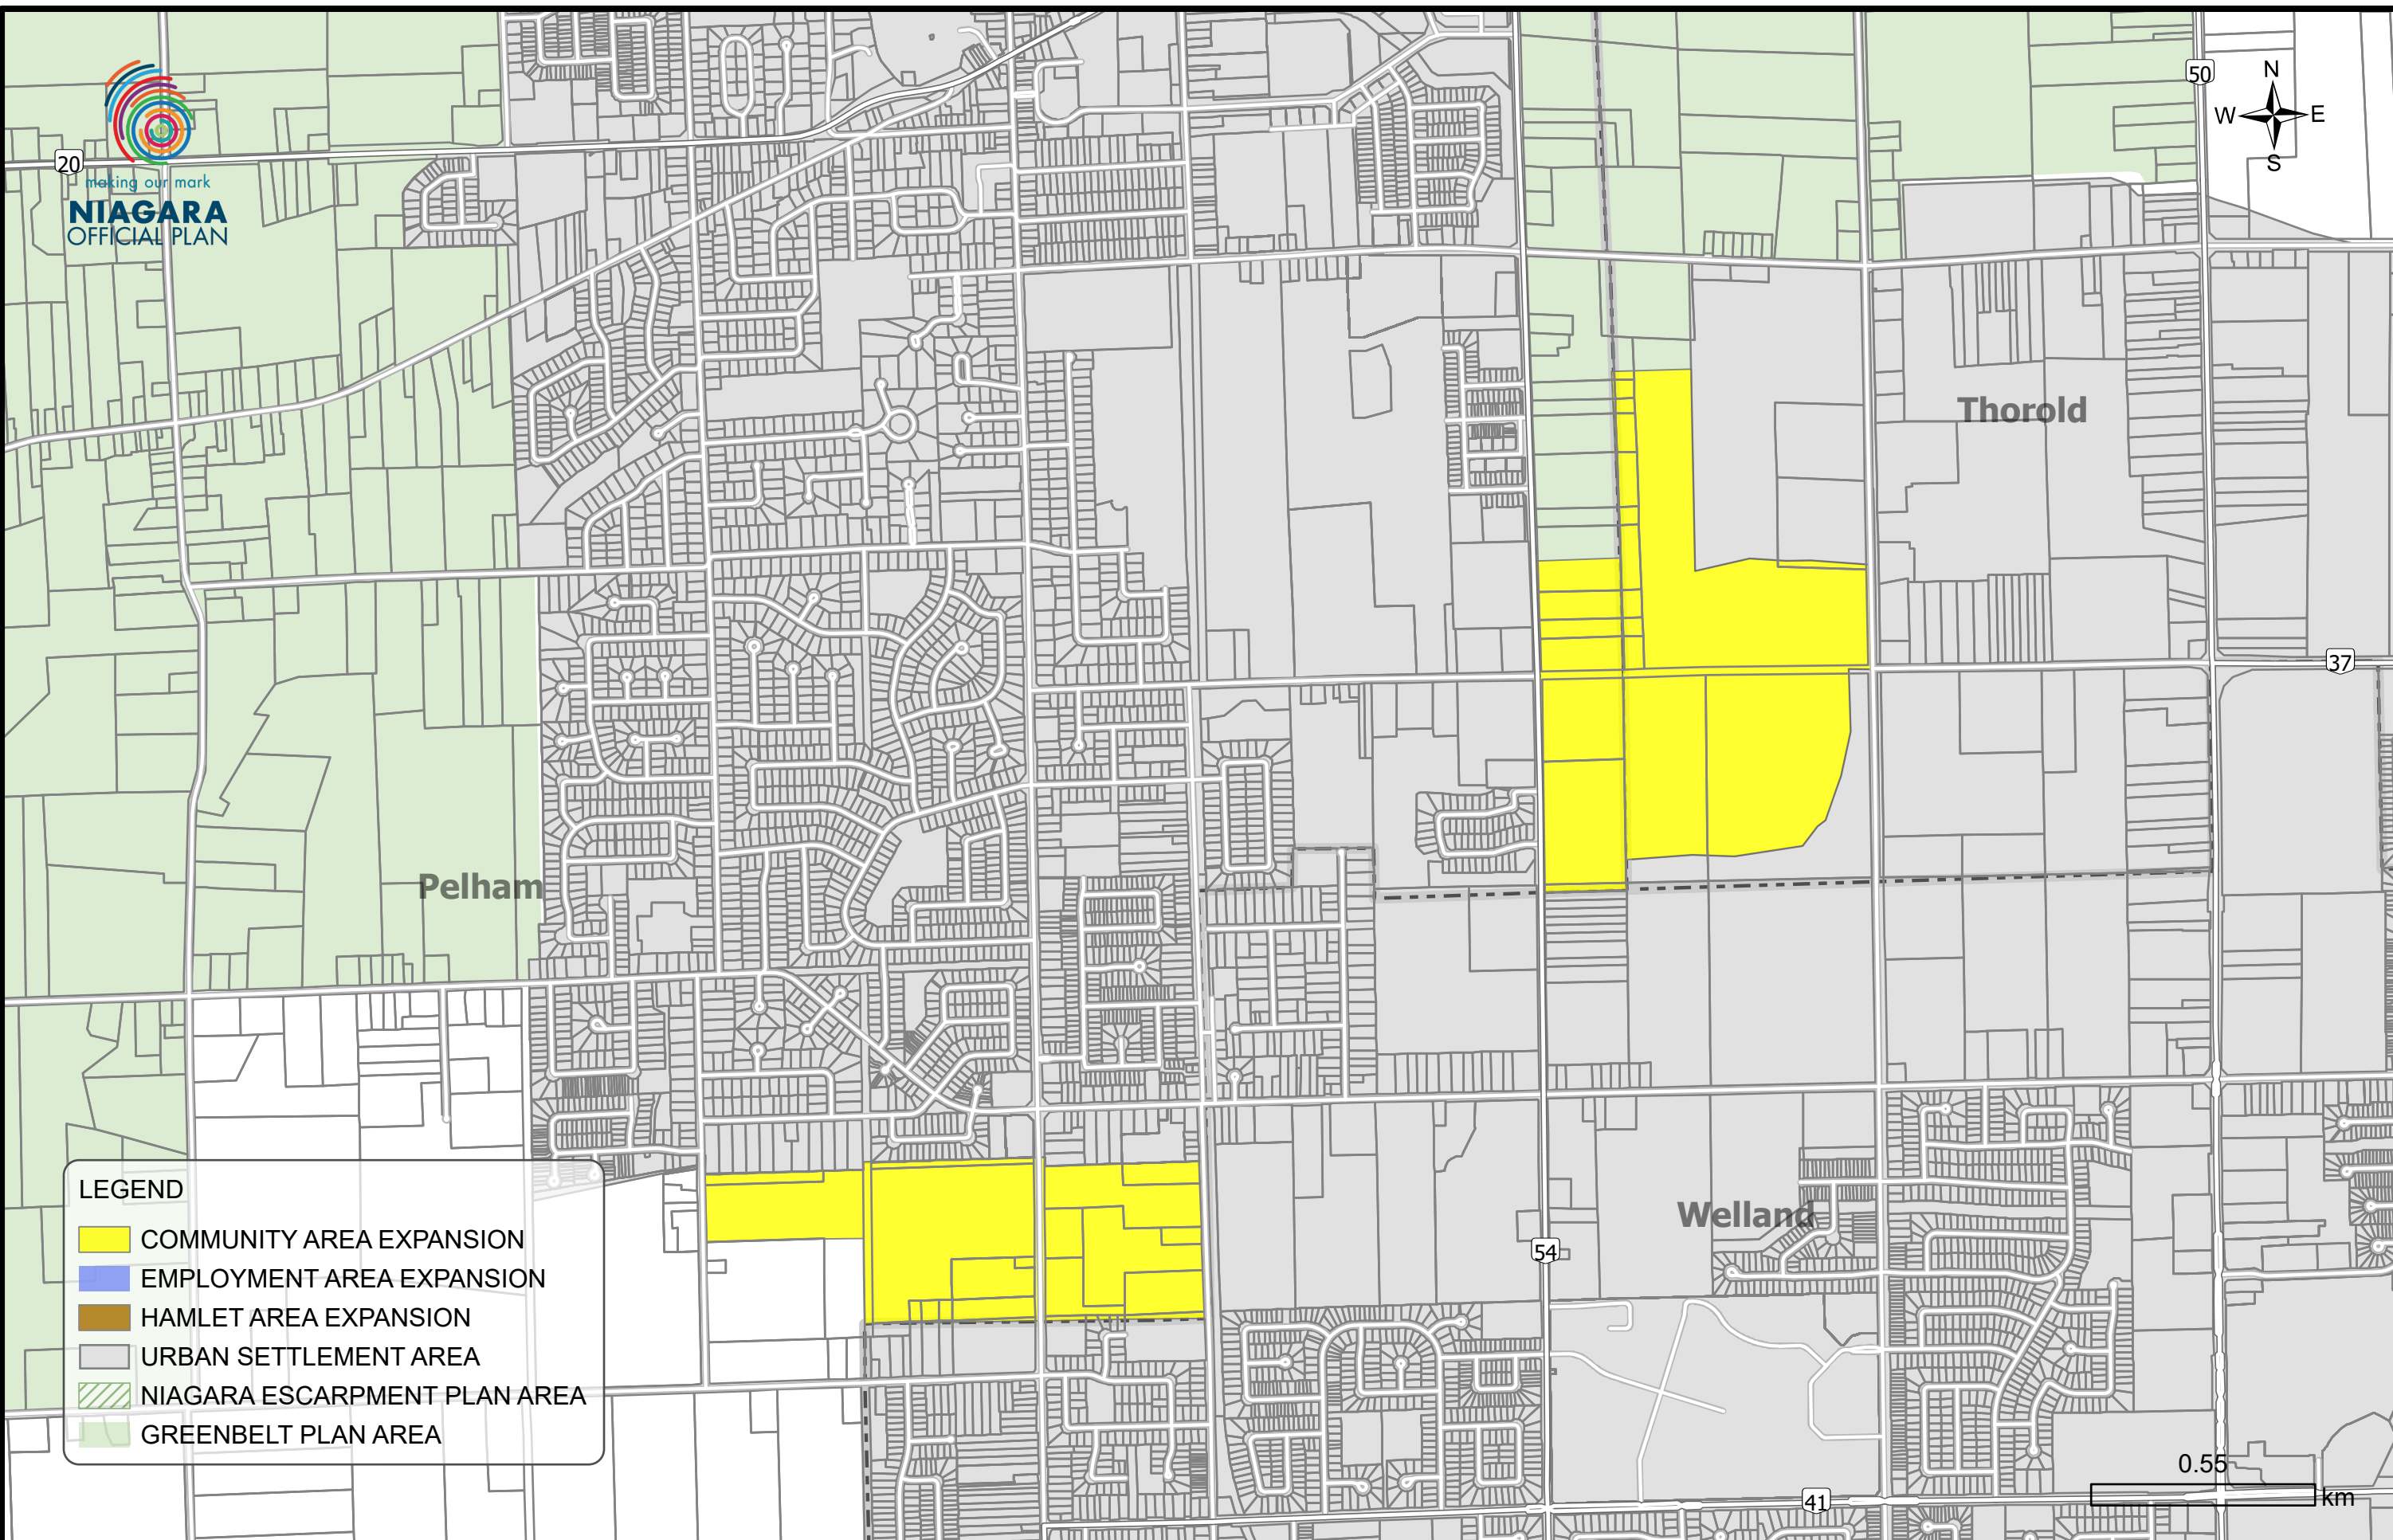 50
N
W E
S
20
making our mark
NIAGARA
OFFICIAL PLAN
Thorold
37
Pelham
LEGEND
COMMUNITY AREA EXPANSION
EMPLOYMENT AREA EXPANSION
HAMLET AREA EXPANSION
URBAN SETTLEMENT AREA
NIAGARA ESCARPMENT PLAN AREA
GREENBELT PLAN AREA
Welland
54
0.55
km
41